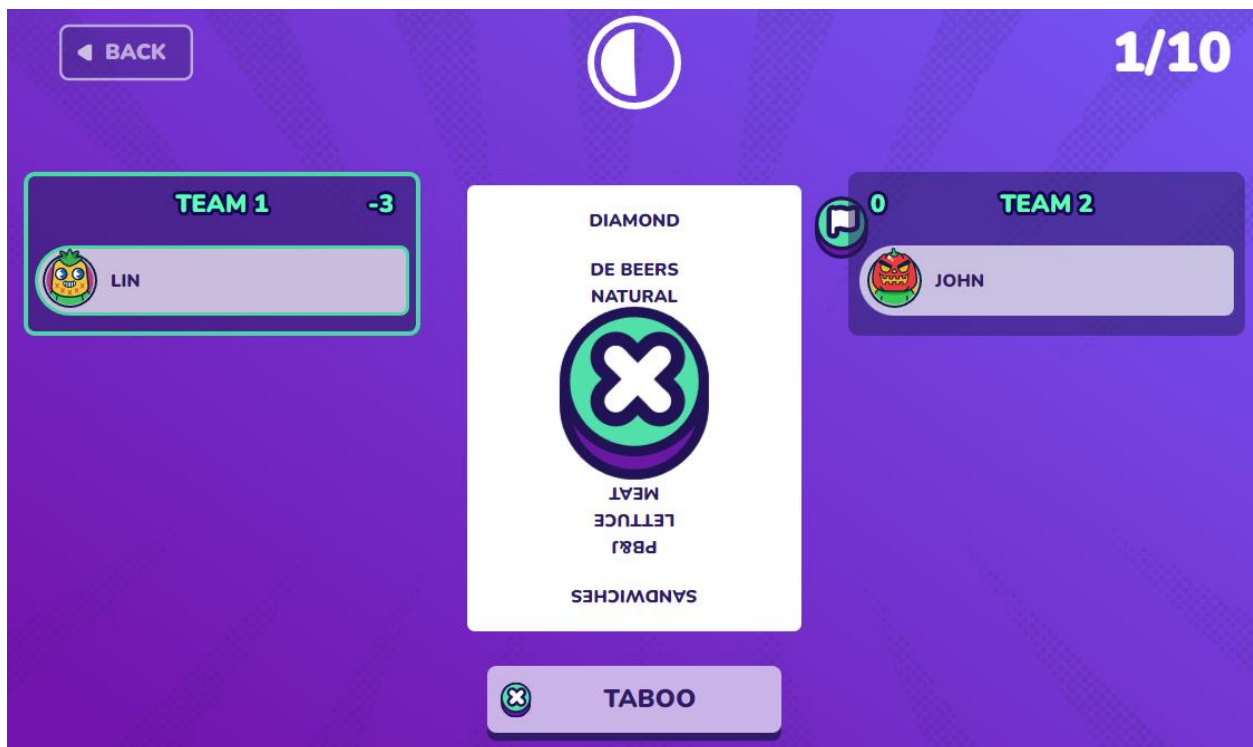 BACK
1/10
TEAM 1 -3
LIN
DIAMOND
DE BEERS
NATURAL
MEAT
LETTUCE
PB&J
SANDWICHES
0 TEAM 2
JOHN
TABOO